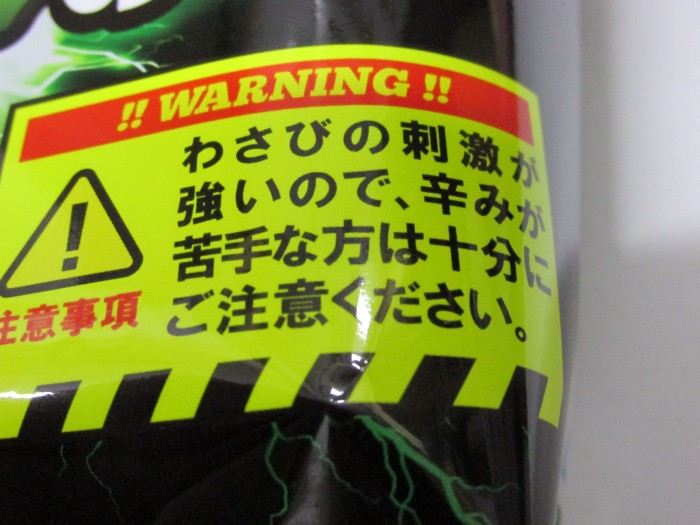 !! WARNING !!
わさびの刺激が
強いので、辛みが
苦手な方は十分に
ご注意ください。
注意事項